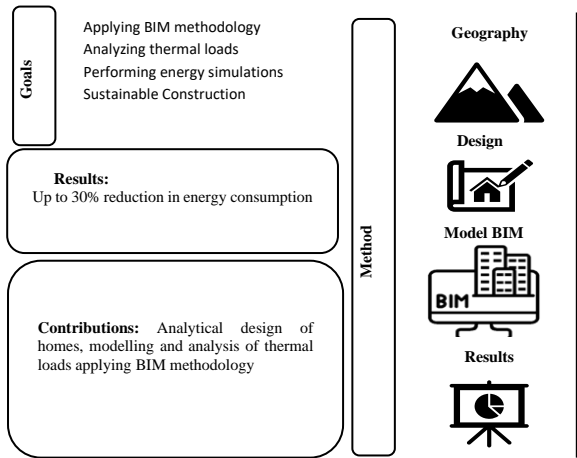 Goals
Applying BIM methodology
Analyzing thermal loads
Performing energy simulations
Sustainable Construction
Results:
Up to 30% reduction in energy consumption
Contributions: Analytical design of
homes, modelling and analysis of thermal
loads applying BIM methodology
Method
Geography
Design
Model BIM
BIM
Results